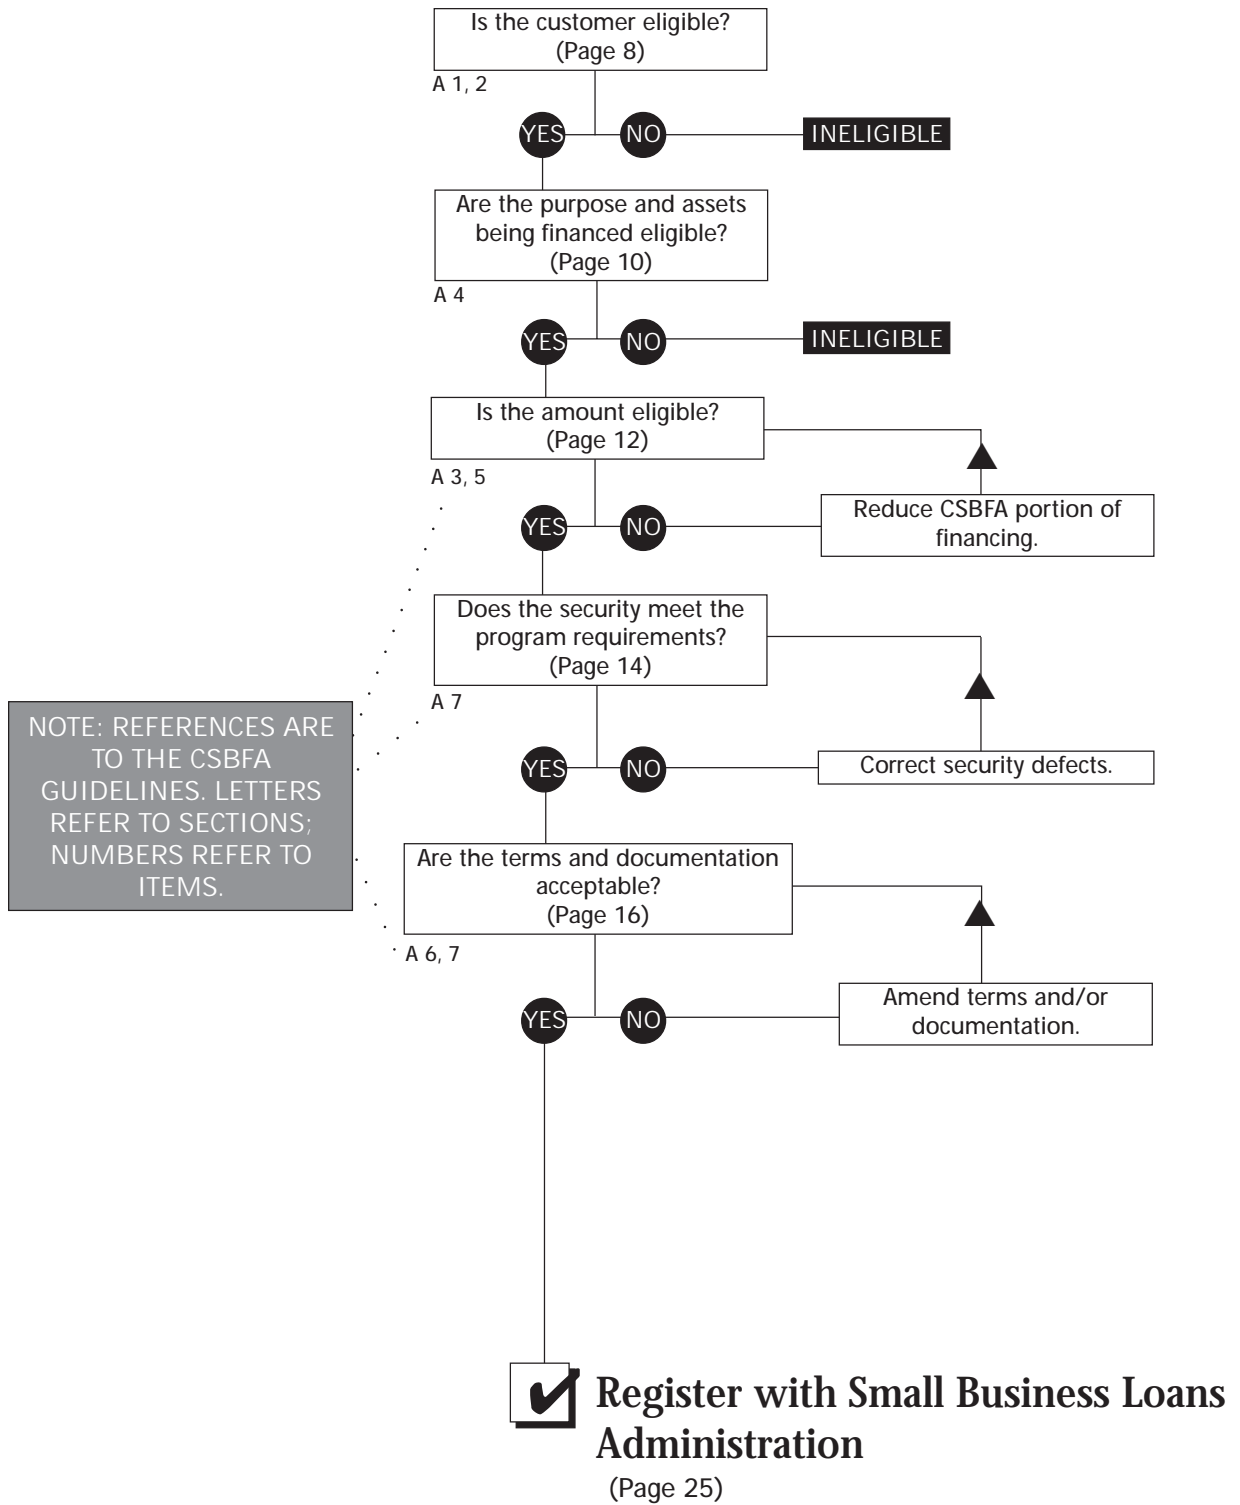 Is the customer eligible?
(Page 8)
A 1, 2
YES
NO
INELIGIBLE
Are the purpose and assets
being financed eligible?
(Page 10)
A 4
YES
NO
INELIGIBLE
Is the amount eligible?
(Page 12)
A 3, 5
YES
NO
Reduce CSBFA portion of
financing.
Does the security meet the
program requirements?
(Page 14)
A 7
YES
NO
Correct security defects.
NOTE: REFERENCES ARE
TO THE CSBFA
GUIDELINES. LETTERS
REFER TO SECTIONS;
NUMBERS REFER TO
ITEMS.
Are the terms and documentation
acceptable?
(Page 16)
A 6, 7
YES
NO
Amend terms and/or
documentation.
Register with Small Business Loans
Administration
(Page 25)